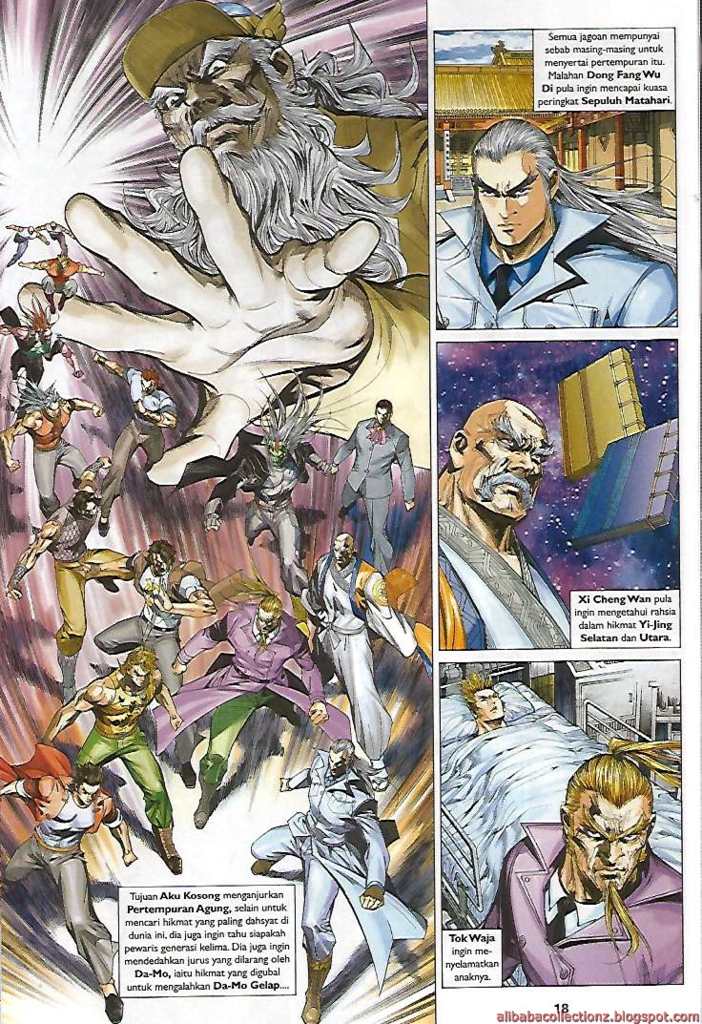 Semua jagoan mempunyai
sebab masing-masing untuk
menyertai pertempuran itu.
Malahan Dong Fang Wu
Di pula ingin mencapai kuasa
peringkat Sepuluh Matahari.
Xi Cheng Wan pula
ingin mengetahui rahsia
dalam hikmat Yi-Jing
Selatan dan Utara.
Tok Waja
ingin me-
nyelamatkan
anaknya.
Tujuan Aku Kosong menganjurkan
Pertempuran Agung, selain untuk
mencari hikmat yang paling dahsyat di
dunia ini, dia juga ingin tahu siapakah
pewaris generasi kelima. Dia juga ingin
mendedahkan jurus yang dilarang oleh
Da-Mo, iaitu hikmat yang digubal
untuk mengalahkan Da-Mo Gelap....
18
alibabacollectionz.blogspot.com